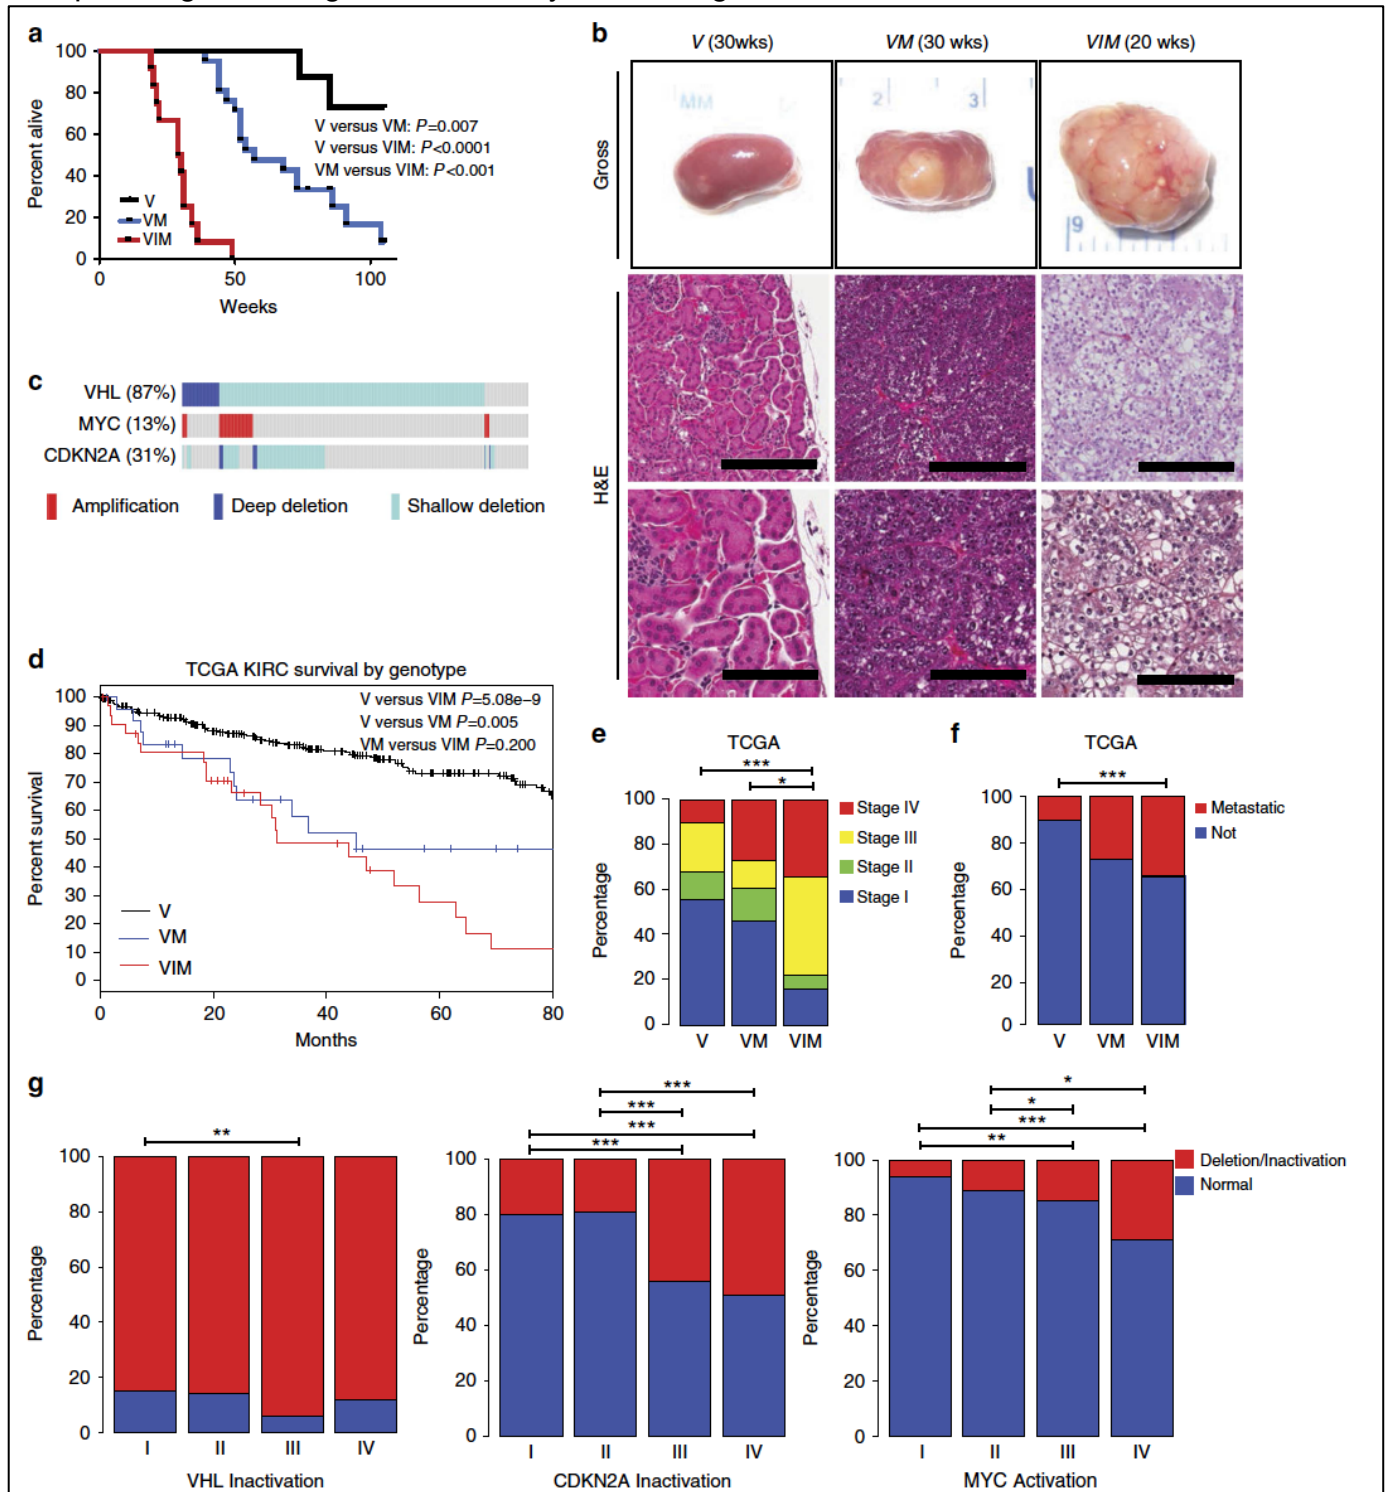 a
100
80
60
40
20
0
Percent alive
V versus VM: P=0.007
V versus VIM: P<0.0001
VM versus VIM: P<0.001
V
VM
VIM
0
50
100
Weeks
b
V (30wks)
VM (30 wks)
VIM (20 wks)
Gross
MM
2
3
9
H&E
c
VHL (87%)
MYC (13%)
CDKN2A (31%)
Amplification
Deep deletion
Shallow deletion
d
TCGA KIRC survival by genotype
100
90
80
70
60
50
40
30
20
10
0
Percent survival
V versus VIM P=5.08e−9
V versus VM P=0.005
VM versus VIM P=0.200
V
VM
VIM
0
20
40
60
80
Months
e
TCGA
***
*
100
80
60
40
20
0
Percentage
V
VM
VIM
Stage IV
Stage III
Stage II
Stage I
f
TCGA
***
100
80
60
40
20
0
Percentage
V
VM
VIM
Metastatic
Not
g
**
100
80
60
40
20
0
Percentage
I
II
III
IV
VHL Inactivation
***
***
***
***
100
80
60
40
20
0
Percentage
I
II
III
IV
CDKN2A Inactivation
*
*
***
**
100
80
60
40
20
0
Percentage
I
II
III
IV
MYC Activation
Deletion/Inactivation
Normal